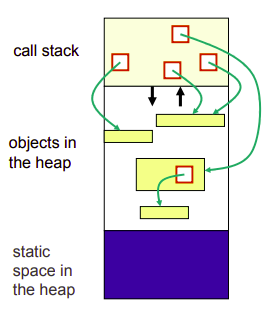 call stack
objects in
the heap
static
space in
the heap